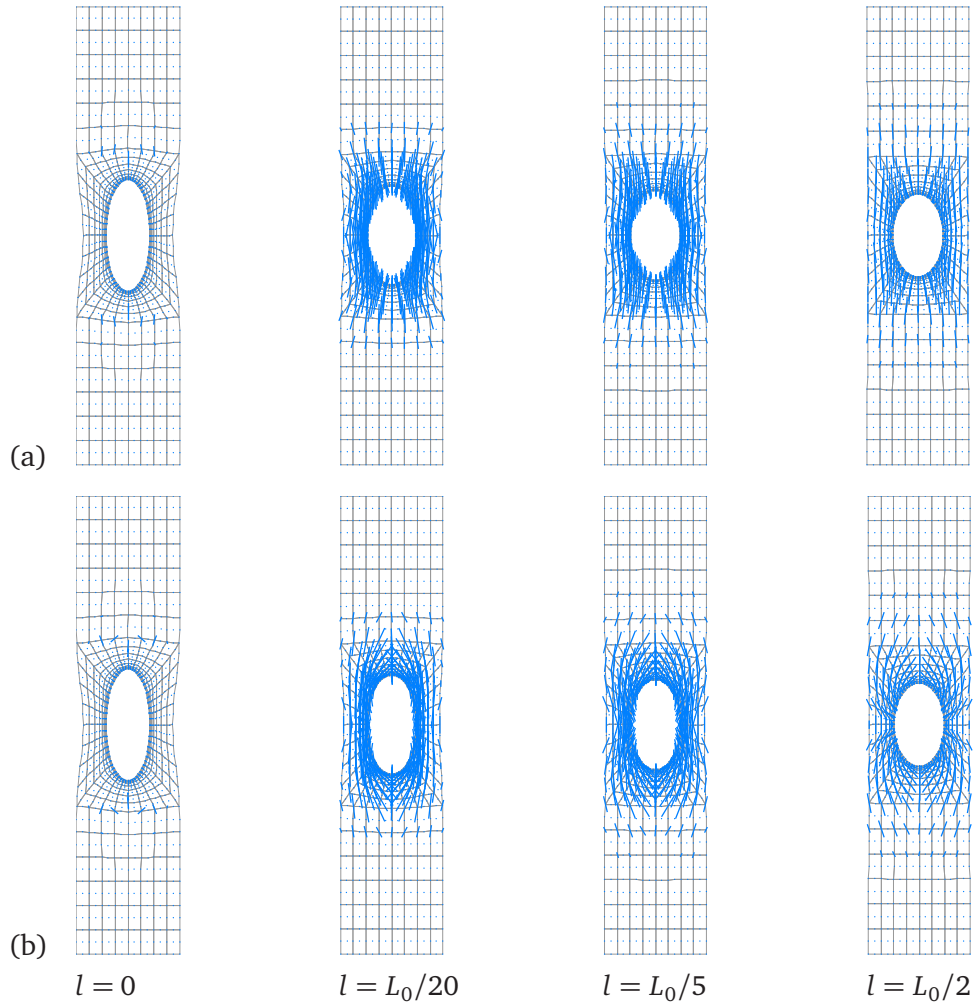 (a)
(b)
l = 0
l = L₀/20
l = L₀/5
l = L₀/2